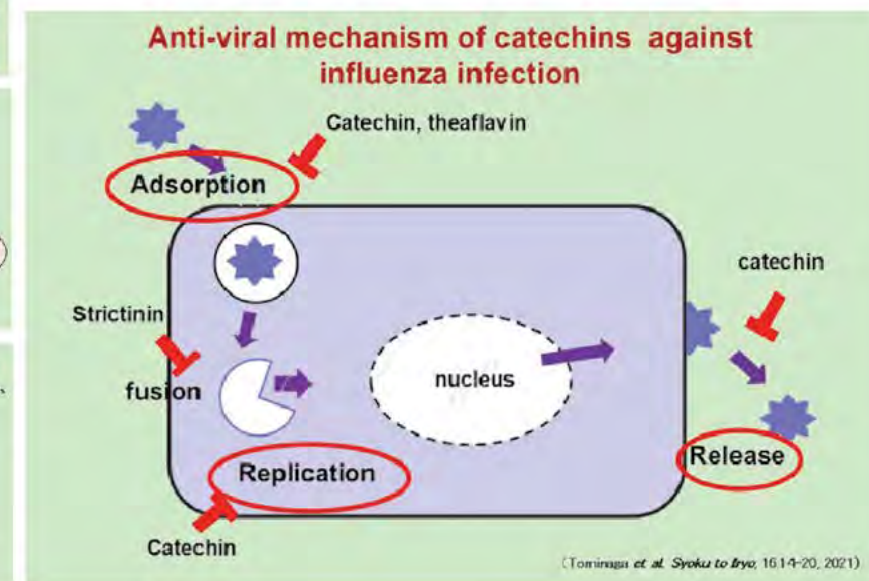 Anti-viral mechanism of catechins against
influenza infection
Catechin, theaflavin
Adsorption
catechin
Strictinin
fusion
nucleus
Replication
Release
Catechin
(Tominaga et al. Syoku to Iryo, 16 14-20, 2021)